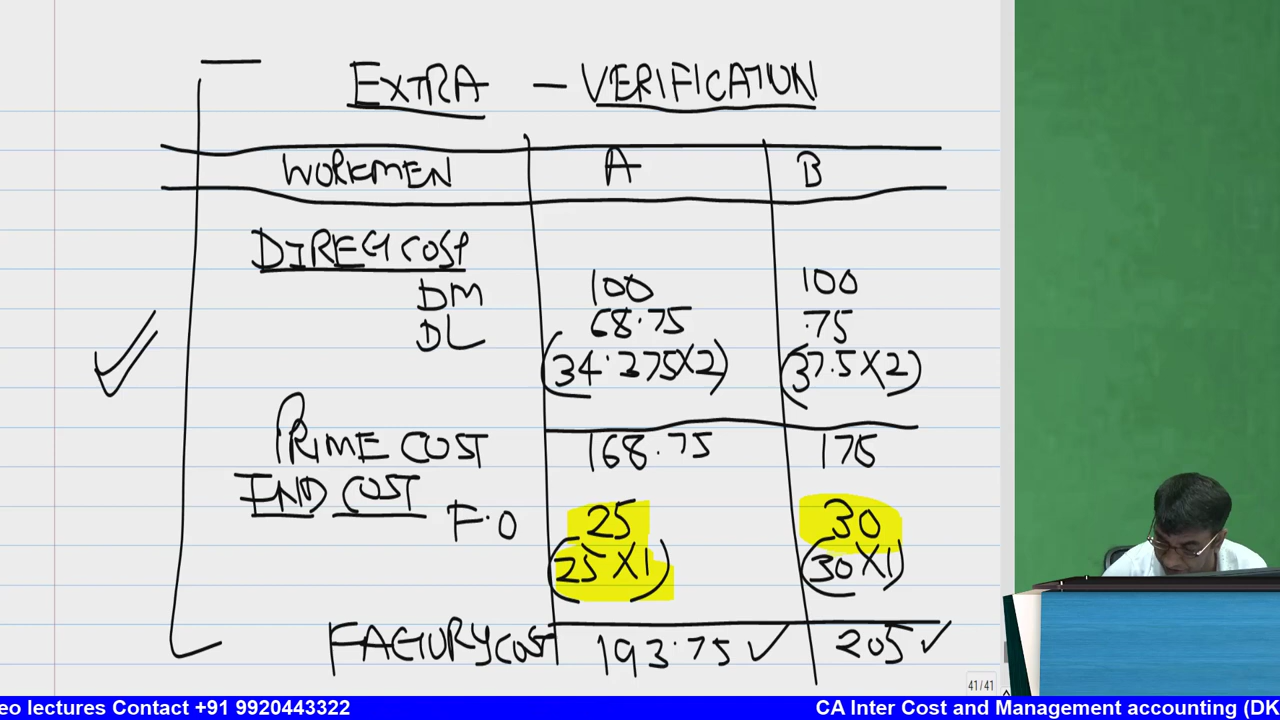 EXTRA - VERIFICATION
WORKMEN A B
DIRECT COST
DM 100 100
DL 68.75 .75
(34.275X2) (37.5X2)
PRIME COST 168.75 175
IND COST
F.O 25 30
(25X1) (30X1)
FACTORY COST 193.75 ✓ 205 ✓
41/41
eo lectures Contact +91 9920443322 CA Inter Cost and Management accounting (DK